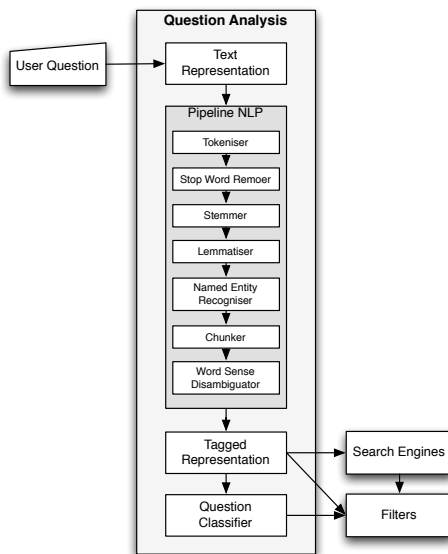 Question Analysis
User Question
Text
Representation
Pipeline NLP
Tokeniser
Stop Word Remoer
Stemmer
Lemmatiser
Named Entity
Recogniser
Chunker
Word Sense
Disambiguator
Tagged
Representation
Search Engines
Question
Classifier
Filters